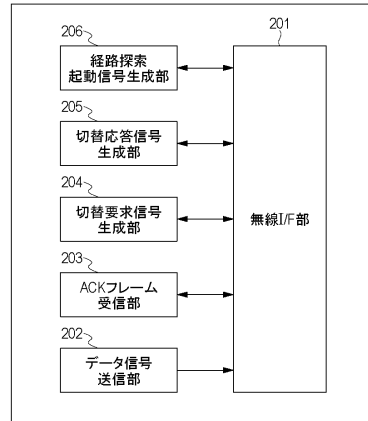 206
経路探索
起動信号生成部
201
205
切替応答信号
生成部
204
切替要求信号
生成部
無線I/F部
203
ACKフレーム
受信部
202
データ信号
送信部